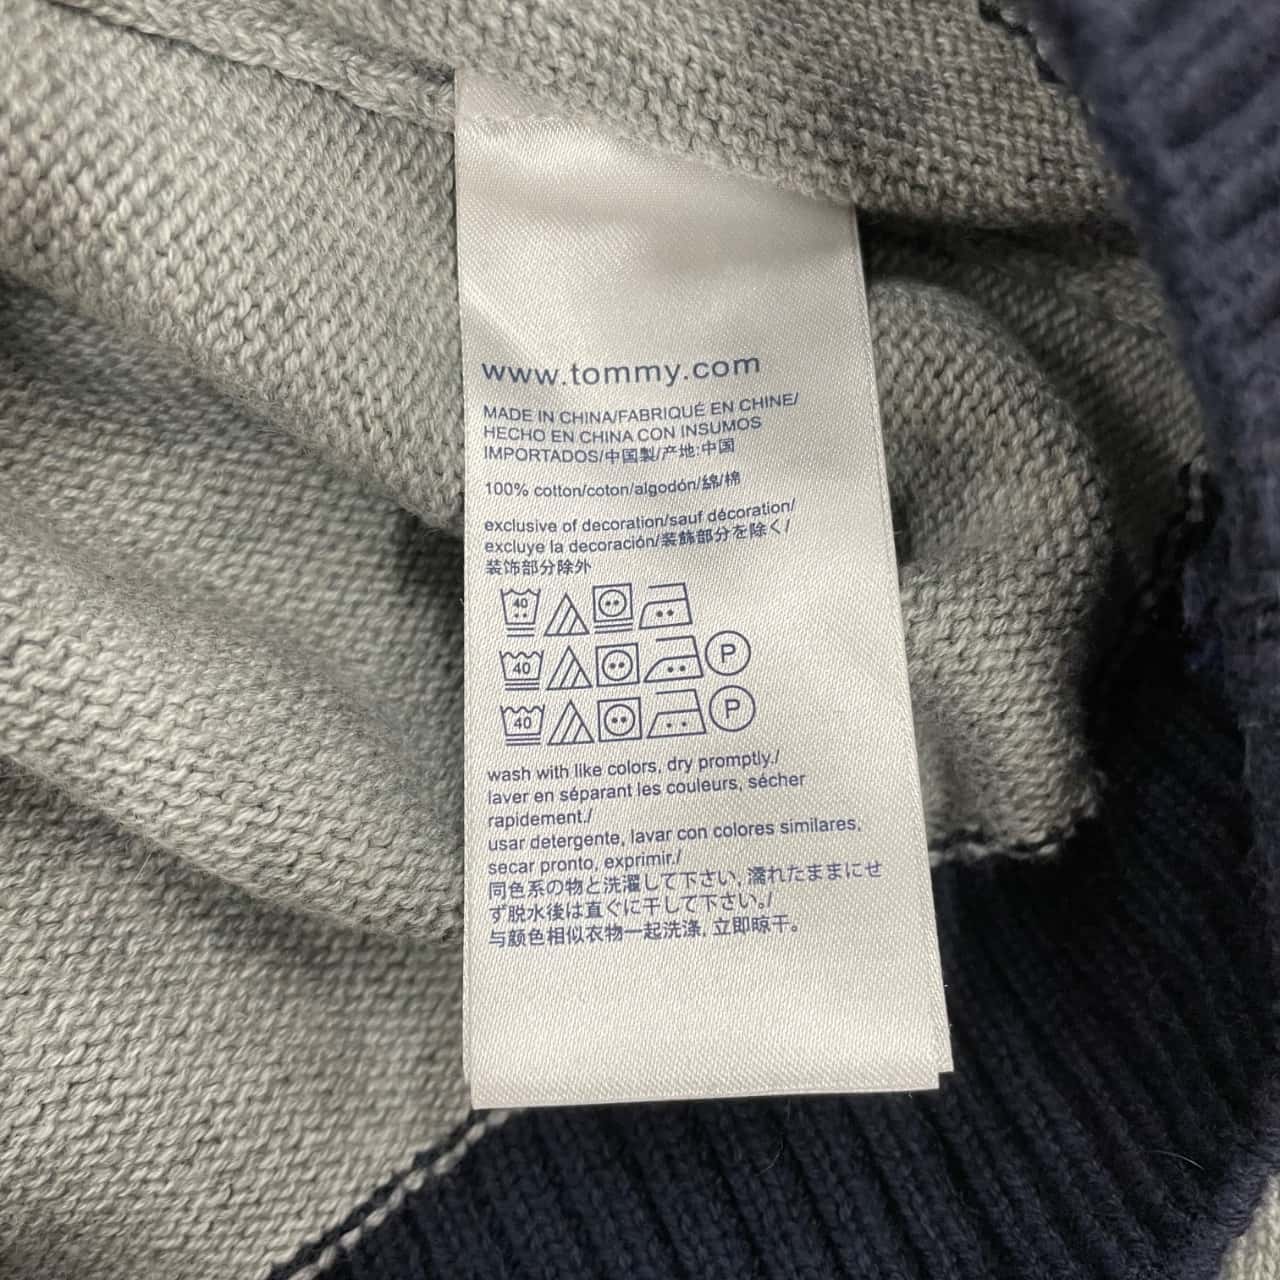 www.tommy.com
MADE IN CHINA/FABRIQUÉ EN CHINE/
HECHO EN CHINA CON INSUMOS
IMPORTADOS/中国製/产地:中国
100% cotton/coton/algodón/綿/棉
exclusive of decoration/sauf décoration/
excluye la decoración/装飾部分を除く/
装饰部分除外
40
40 P
40 P
wash with like colors, dry promptly./
laver en séparant les couleurs, sécher
rapidement./
usar detergente, lavar con colores similares,
secar pronto, exprimir./
同色系の物と洗濯して下さい, 濡れたままにせ
ず脱水後は直ぐに干して下さい。/
与颜色相似衣物一起洗涤, 立即晾干。